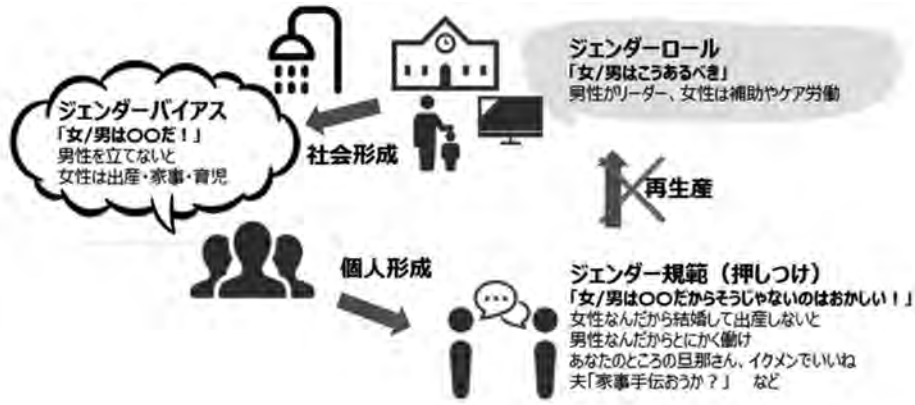 ジェンダーロール
「女/男はこうあるべき」
男性がリーダー、女性は補助やケア労働
ジェンダーバイアス
「女/男は〇〇だ！」
男性を立てないと
女性は出産・家事・育児
社会形成
再生産
個人形成
ジェンダー規範（押しつけ）
「女/男は〇〇だからそうじゃないのはおかしい！」
女性なんだから結婚して出産しないと
男性なんだからとにかく働け
あなたのところの旦那さん、イクメンでいいね
夫「家事手伝おうか？」 など